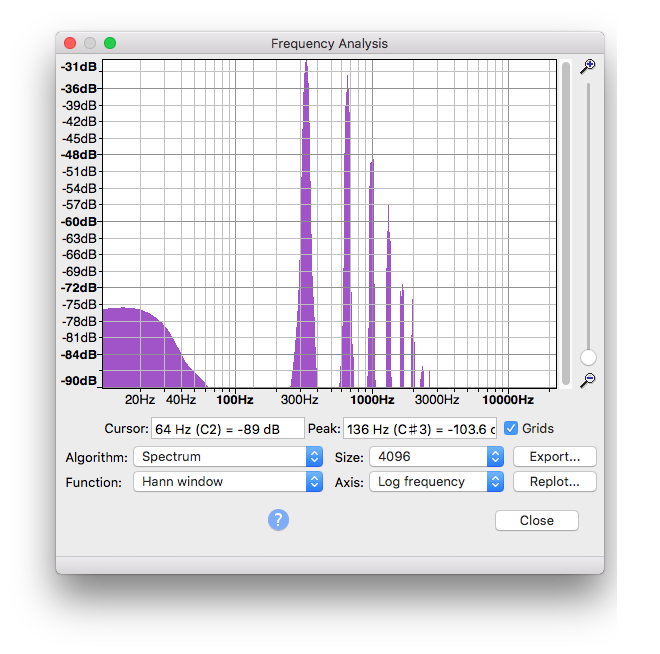 Frequency Analysis
-31dB
-36dB
-39dB
-42dB
-45dB
-48dB
-51dB
-54dB
-57dB
-60dB
-63dB
-66dB
-69dB
-72dB
-75dB
-78dB
-81dB
-84dB
-90dB
20Hz 40Hz 100Hz 300Hz 1000Hz 3000Hz 10000Hz
Cursor: 64 Hz (C2) = -89 dB Peak: 136 Hz (C♯3) = -103.6 d Grids
Algorithm: Spectrum Size: 4096 Export...
Function: Hann window Axis: Log frequency Replot...
? Close